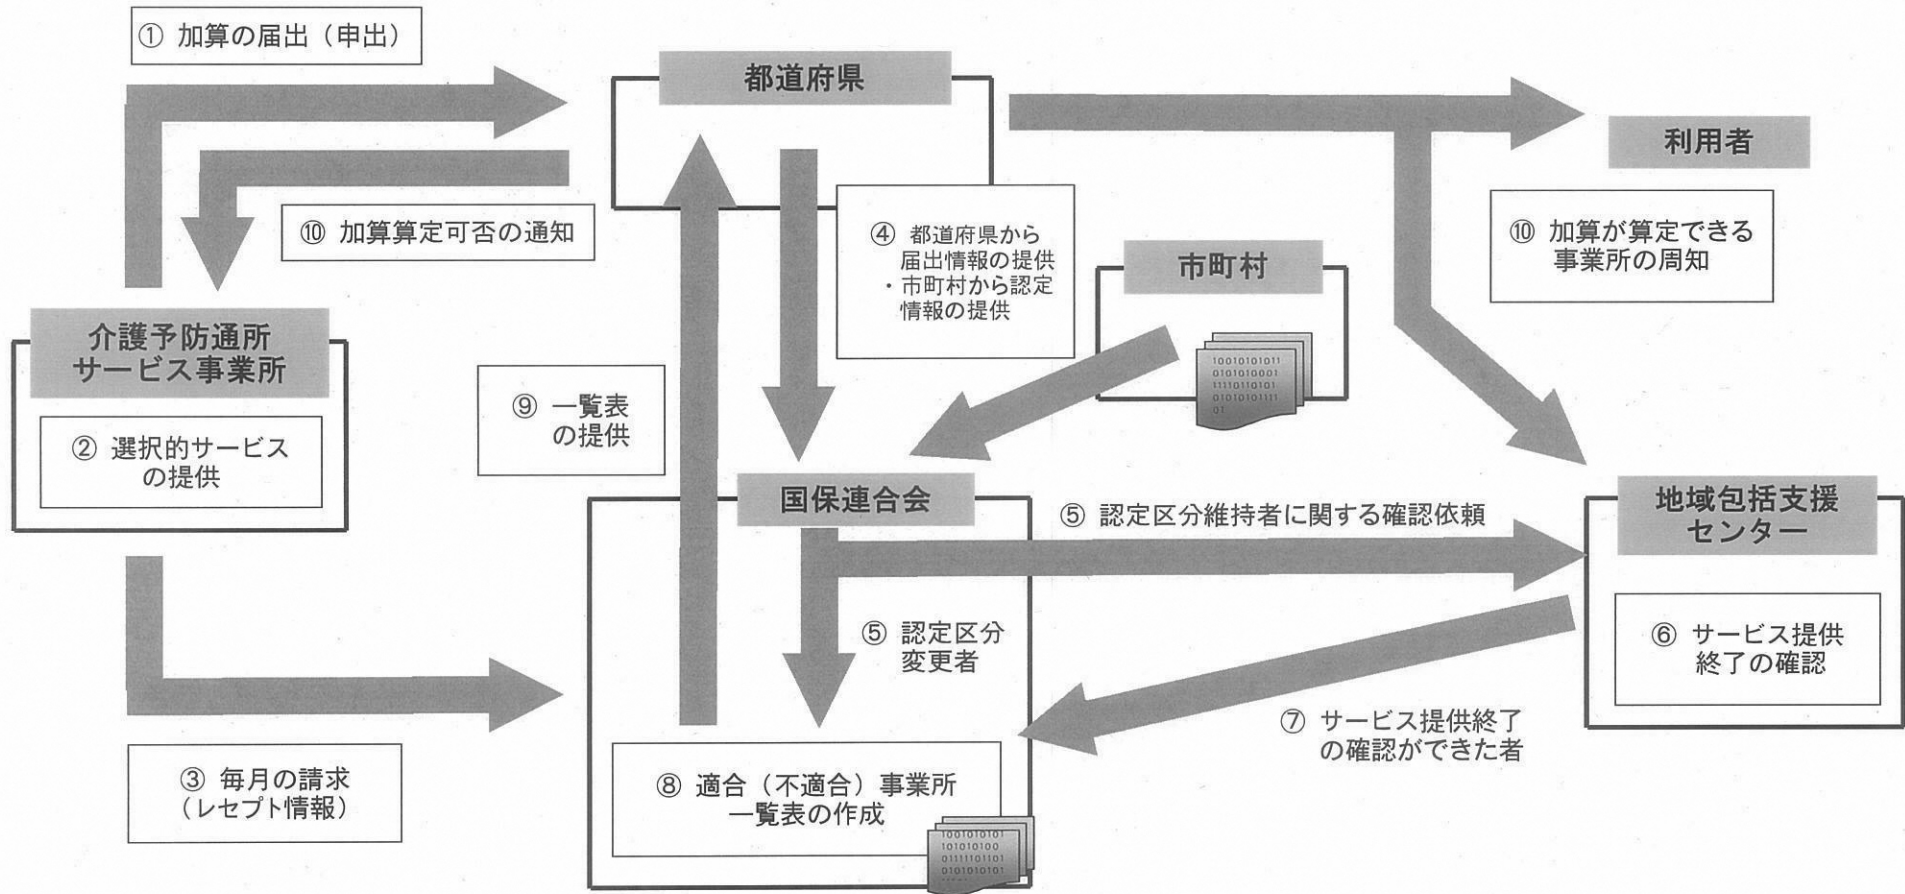 ① 加算の届出(申出)
都道府県
利用者
⑩ 加算算定可否の通知
④ 都道府県から
届出情報の提供
・市町村から認定
情報の提供
市町村
⑩ 加算が算定できる
事業所の周知
介護予防通所
サービス事業所
② 選択的サービス
の提供
⑨ 一覧表
の提供
10010101011
0101010001
11110110101
01010101111
01
国保連合会
⑤ 認定区分維持者に関する確認依頼
地域包括支援
センター
⑤ 認定区分
変更者
⑥ サービス提供
終了の確認
⑦ サービス提供終了
の確認ができた者
③ 毎月の請求
(レセプト情報)
⑧ 適合(不適合)事業所
一覧表の作成
1001010101
101010100
01111101101
0101010101